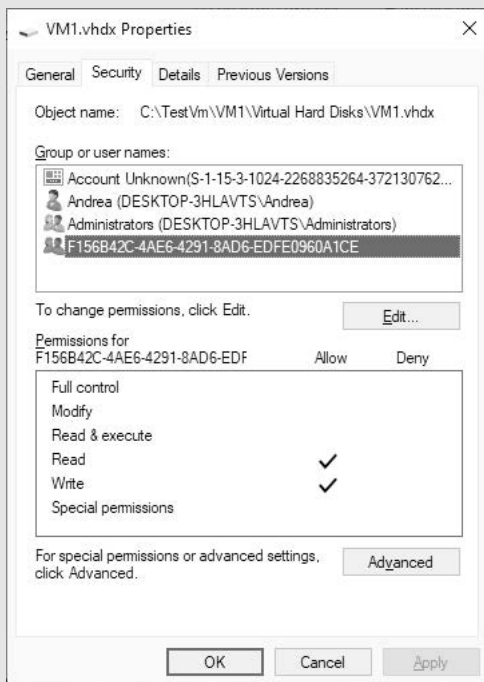 VM1.vhdx Properties
General Security Details Previous Versions
Object name: C:\TestVm\VM1\Virtual Hard Disks\VM1.vhdx
Group or user names:
Account Unknown(S-1-15-3-1024-2268835264-372130762...
Andrea (DESKTOP-3HLAVTS\Andrea)
Administrators (DESKTOP-3HLAVTS\Administrators)
F156B42C-4AE6-4291-8AD6-EDFE0960A1CE
To change permissions, click Edit.
Edit...
Permissions for
F156B42C-4AE6-4291-8AD6-EDF Allow Deny
Full control
Modify
Read & execute
Read
Write
Special permissions
For special permissions or advanced settings,
click Advanced.
Advanced
OK Cancel Apply